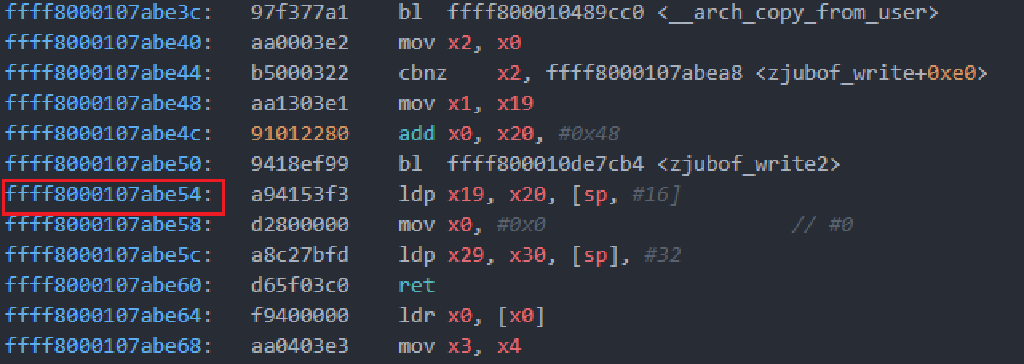 ffff8000107abe3c: 97f377a1 bl ffff800010489cc0 <__arch_copy_from_user>
ffff8000107abe40: aa0003e2 mov x2, x0
ffff8000107abe44: b5000322 cbnz x2, ffff8000107abea8 <zjubof_write+0xe0>
ffff8000107abe48: aa1303e1 mov x1, x19
ffff8000107abe4c: 91012280 add x0, x20, #0x48
ffff8000107abe50: 9418ef99 bl ffff800010de7cb4 <zjubof_write2>
ffff8000107abe54: a94153f3 ldp x19, x20, [sp, #16]
ffff8000107abe58: d2800000 mov x0, #0x0 // #0
ffff8000107abe5c: a8c27bfd ldp x29, x30, [sp], #32
ffff8000107abe60: d65f03c0 ret
ffff8000107abe64: f9400000 ldr x0, [x0]
ffff8000107abe68: aa0403e3 mov x3, x4